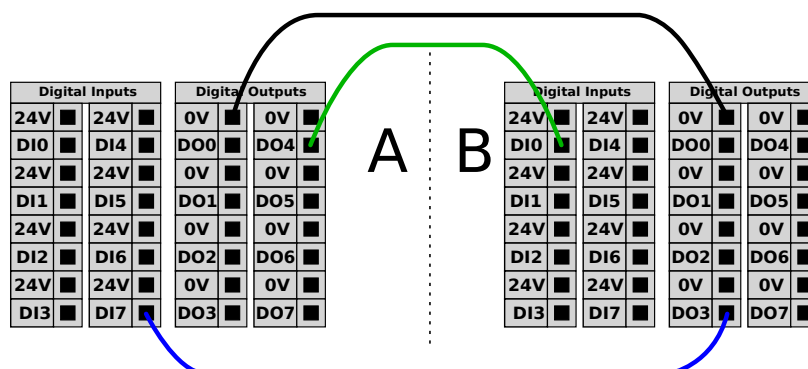 Digital Inputs Digital Outputs Digital Inputs Digital Outputs
24V 24V 0V 0V 24V 24V 0V 0V
DI0 DI4 DO0 DO4 A B DI0 DI4 DO0 DO4
24V 24V 0V 0V 24V 24V 0V 0V
DI1 DI5 DO1 DO5 DI1 DI5 DO1 DO5
24V 24V 0V 0V 24V 24V 0V 0V
DI2 DI6 DO2 DO6 DI2 DI6 DO2 DO6
24V 24V 0V 0V 24V 24V 0V 0V
DI3 DI7 DO3 DO7 DI3 DI7 DO3 DO7